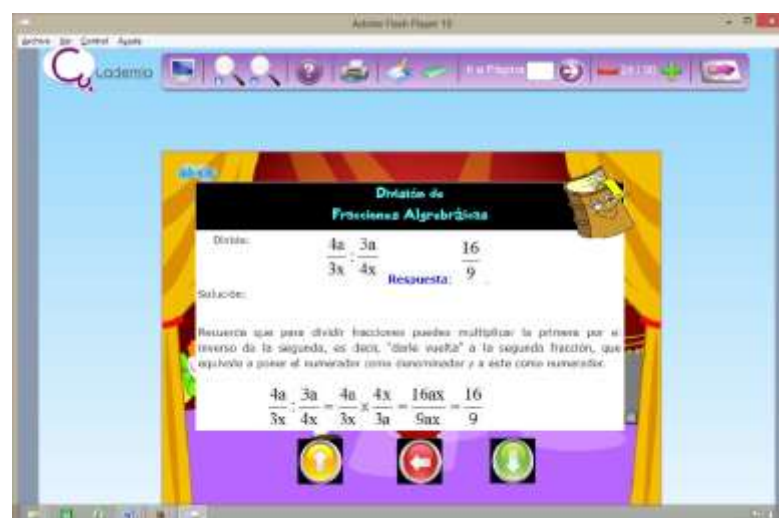 Adobe Flash Player 10
Archivo Ver Control Ayuda
Cuadernia
Ir a Página
División de
Fracciones Algebráicas
Divide:
4a/3x : 3a/4x
Respuesta: 16/9
Solución:
Recuerda que para dividir fracciones puedes multiplicar la primera por el
inverso de la segunda, es decir, "darle vuelta" a la segunda fracción, que
equivale a poner el numerador como denominador y a este como numerador.
4a/3x : 3a/4x = 4a/3x × 4x/3a = 16ax/9ax = 16/9